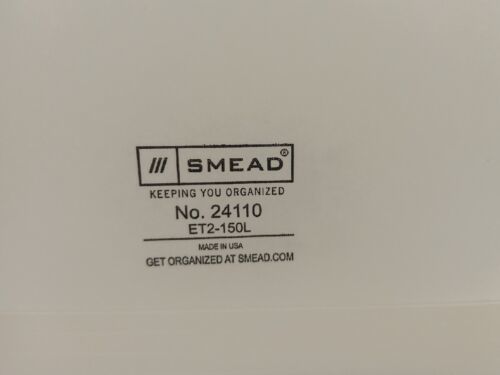 SMEAD®
KEEPING YOU ORGANIZED
No. 24110
ET2-150L
MADE IN USA
GET ORGANIZED AT SMEAD.COM